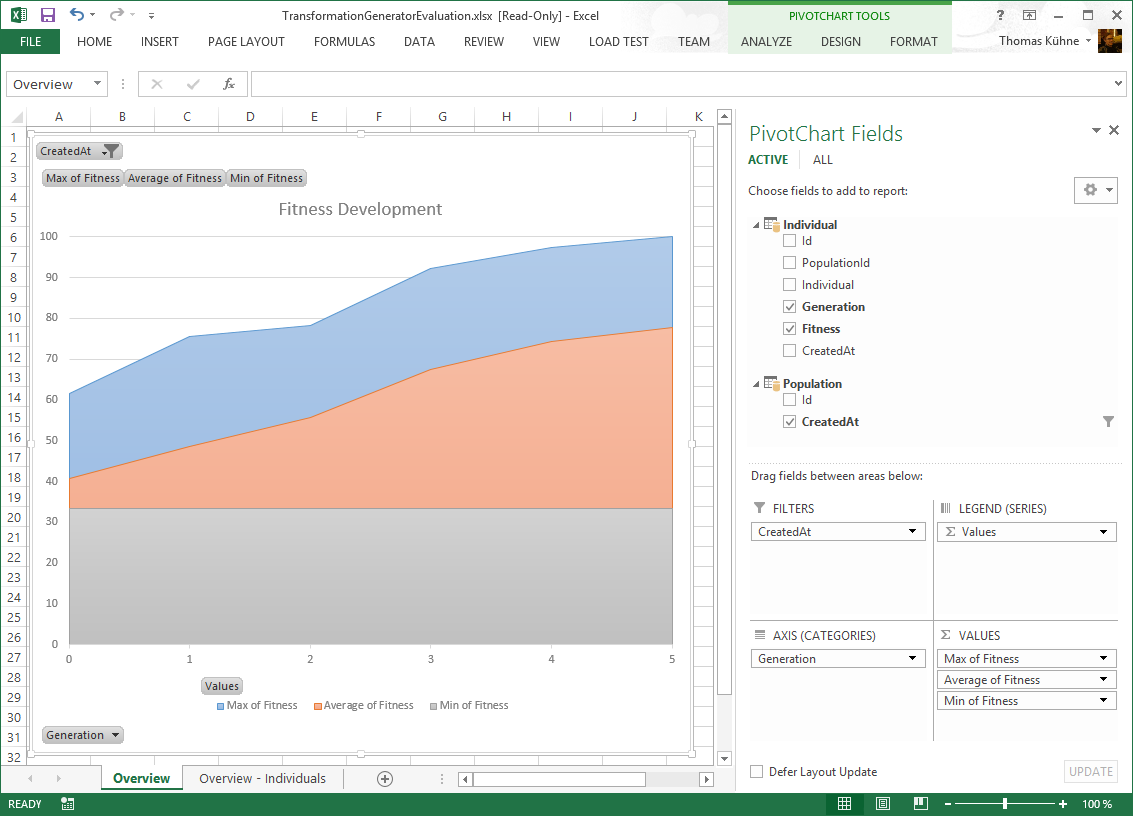 TransformationGeneratorEvaluation.xlsx [Read-Only] - Excel
PIVOTCHART TOOLS
?
FILE HOME INSERT PAGE LAYOUT FORMULAS DATA REVIEW VIEW LOAD TEST TEAM ANALYZE DESIGN FORMAT Thomas Kühne
Overview fx
A B C D E F G H I J K
1
2
3
4
5
6
7
8
9
10
11
12
13
14
15
16
17
18
19
20
21
22
23
24
25
26
27
28
29
30
31
32
CreatedAt
Max of Fitness Average of Fitness Min of Fitness
Fitness Development
100
90
80
70
60
50
40
30
20
10
0
0 1 2 3 4 5
Values
Max of Fitness Average of Fitness Min of Fitness
Generation
Overview Overview - Individuals
PivotChart Fields
ACTIVE ALL
Choose fields to add to report:
Individual
Id
PopulationId
Individual
Generation
Fitness
CreatedAt
Population
Id
CreatedAt
Drag fields between areas below:
FILTERS
CreatedAt
LEGEND (SERIES)
Σ Values
AXIS (CATEGORIES)
Generation
Σ VALUES
Max of Fitness
Average of Fitness
Min of Fitness
Defer Layout Update UPDATE
READY 100 %